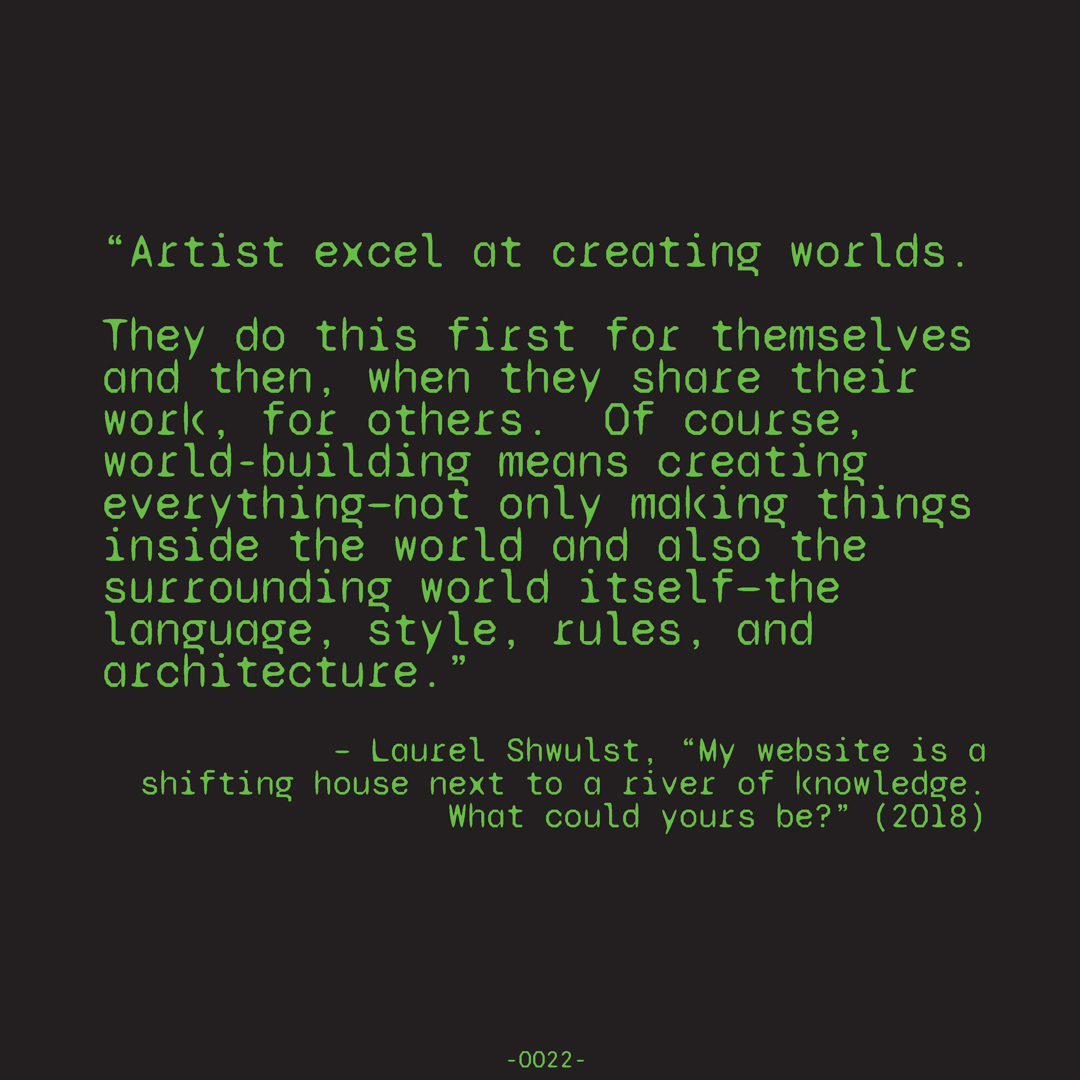 “Artist excel at creating worlds.
They do this first for themselves
and then, when they share their
work, for others.  Of course,
world-building means creating
everything—not only making things
inside the world and also the
surrounding world itself—the
language, style, rules, and
architecture.”
– Laurel Shwulst, “My website is a
shifting house next to a river of knowledge.
What could yours be?” (2018)
-0022-